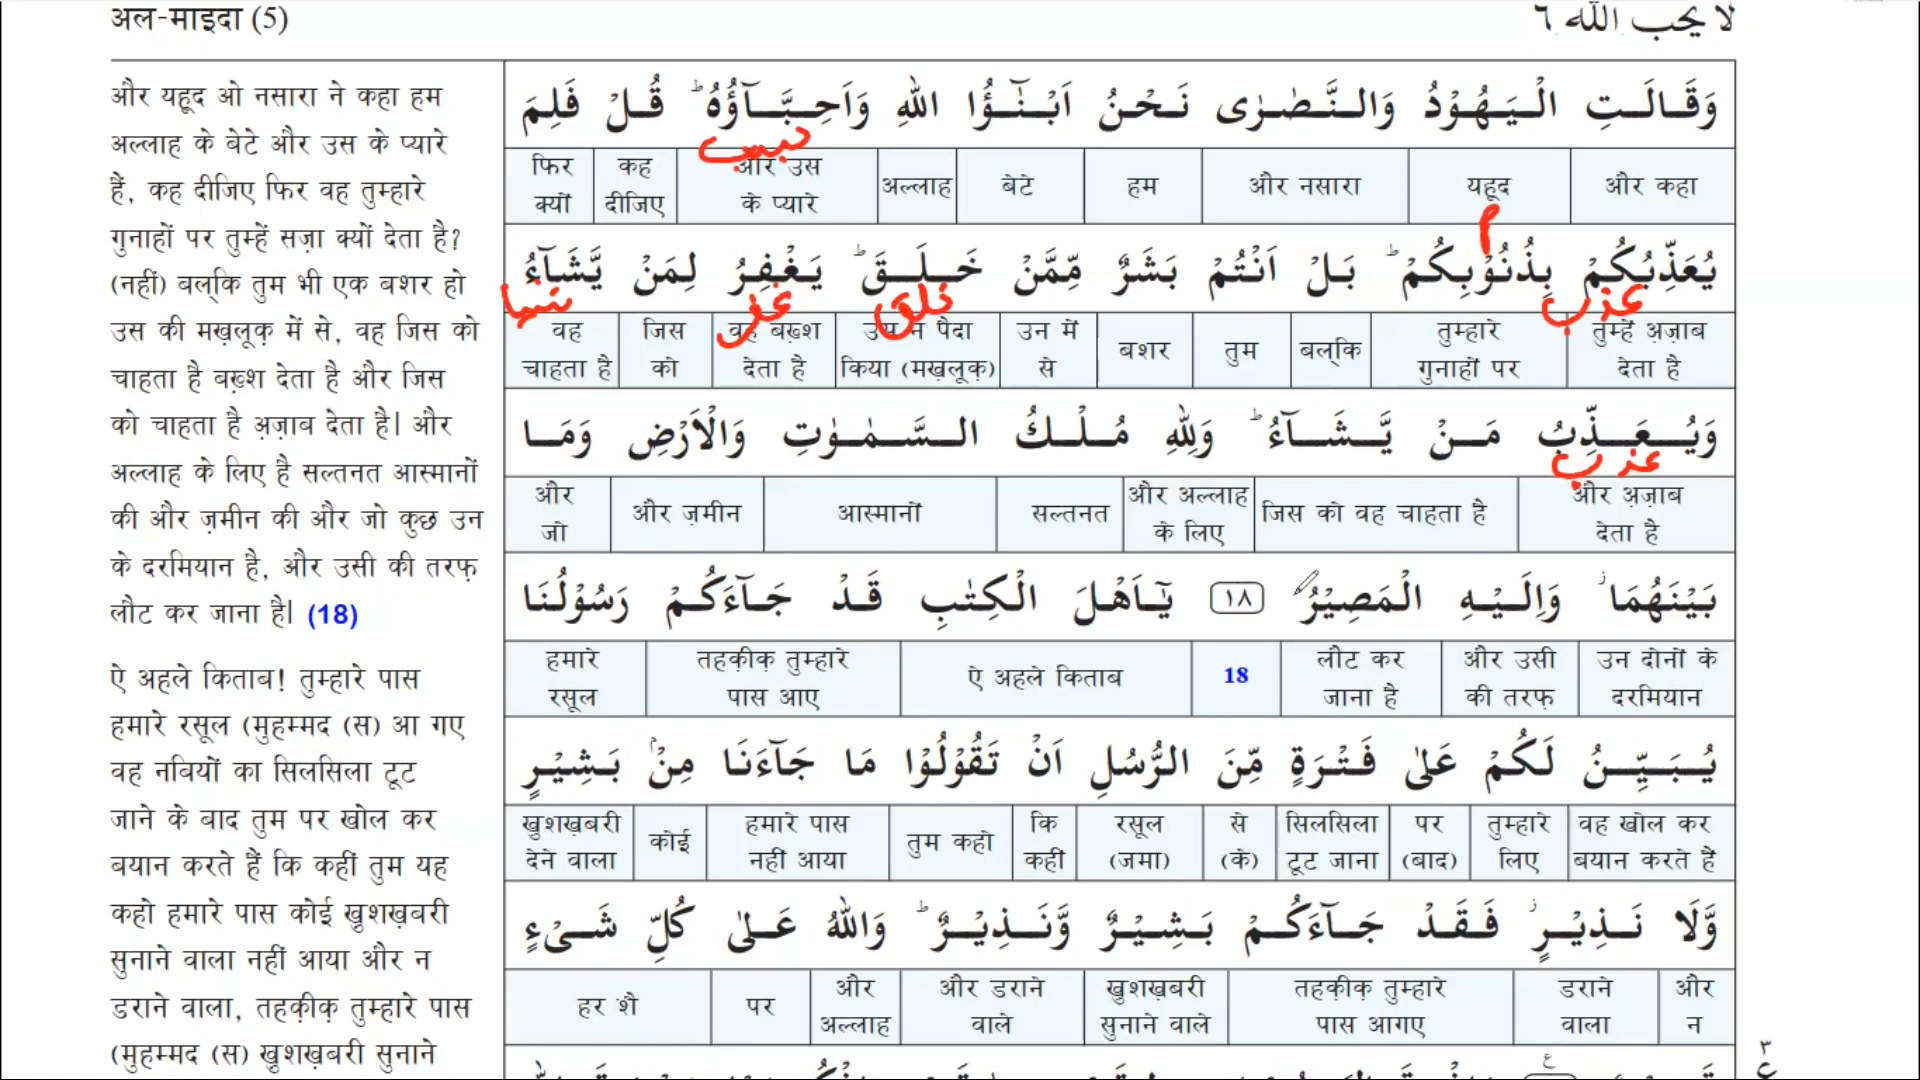 अल-माइदा (5)
لا يحب الله ٦
और यहूद ओ नसारा ने कहा हम
अल्लाह के बेटे और उस के प्यारे
हैं, कह दीजिए फिर वह तुम्हारे
गुनाहों पर तुम्हें सज़ा क्यों देता है?
(नहीं) बल्कि तुम भी एक बशर हो
उस की मख़लूक़ में से, वह जिस को
चाहता है बख़्श देता है और जिस
को चाहता है अ़ज़ाब देता है। और
अल्लाह के लिए है सल्तनत आस्मानों
की और ज़मीन की और जो कुछ उन
के दरमियान है, और उसी की तरफ़
लौट कर जाना है। (18)
ऐ अहले किताब! तुम्हारे पास
हमारे रसूल (मुहम्मद (स) आ गए
वह नबियों का सिलसिला टूट
जाने के बाद तुम पर खोल कर
बयान करते हैं कि कहीं तुम यह
कहो हमारे पास कोई ख़ुशख़बरी
सुनाने वाला नहीं आया और न
डराने वाला, तहक़ीक़ तुम्हारे पास
(मुहम्मद (स) ख़ुशख़बरी सुनाने
وَقَالَتِ الْيَهُوْدُ وَالنَّصٰرٰى نَحْنُ اَبْنٰٓؤُا اللهِ وَاَحِبَّآؤُهٗ ؕ قُلْ فَلِمَ
حبيب
और कहा | यहूद | और नसारा | हम | बेटे | अल्लाह | और उस के प्यारे | कह दीजिए | फिर क्यों
يُعَذِّبُكُمْ بِذُنُوْبِكُمْ ؕ بَلْ اَنْتُمْ بَشَرٌ مِّمَّنْ خَلَقَ ؕ يَغْفِرُ لِمَنْ يَّشَآءُ
عذب خلق غفر
तुम्हें अ़ज़ाब देता है | तुम्हारे गुनाहों पर | बल्कि | तुम | बशर | उन में से | उस ने पैदा किया (मख़लूक़) | वह बख़्श देता है | जिस को | वह चाहता है
وَيُعَذِّبُ مَنْ يَّشَآءُ ؕ وَلِلّٰهِ مُلْكُ السَّمٰوٰتِ وَالْاَرْضِ وَمَا
عذب
और अ़ज़ाब देता है | जिस को वह चाहता है | और अल्लाह के लिए | सल्तनत | आस्मानों | और ज़मीन | और जो
بَيْنَهُمَا ۫ وَاِلَيْهِ الْمَصِيْرُ ١٨ يٰٓاَهْلَ الْكِتٰبِ قَدْ جَآءَكُمْ رَسُوْلُنَا
उन दोनों के दरमियान | और उसी की तरफ़ | लौट कर जाना है | 18 | ऐ अहले किताब | तहक़ीक़ तुम्हारे पास आए | हमारे रसूल
يُبَيِّنُ لَكُمْ عَلٰى فَتْرَةٍ مِّنَ الرُّسُلِ اَنْ تَقُوْلُوْا مَا جَآءَنَا مِنْۢ بَشِيْرٍ
वह खोल कर बयान करते हैं | तुम्हारे लिए | पर (बाद) | सिलसिला टूट जाना | से (के) | रसूल (जमा) | कि कहीं | तुम कहो | हमारे पास नहीं आया | कोई | ख़ुशख़बरी देने वाला
وَّلَا نَذِيْرٍ ۫ فَقَدْ جَآءَكُمْ بَشِيْرٌ وَّنَذِيْرٌ ؕ وَاللهُ عَلٰى كُلِّ شَىْءٍ
और न | डराने वाला | तहक़ीक़ तुम्हारे पास आगए | ख़ुशख़बरी सुनाने वाले | और डराने वाले | और अल्लाह | पर | हर शै
٣
ع